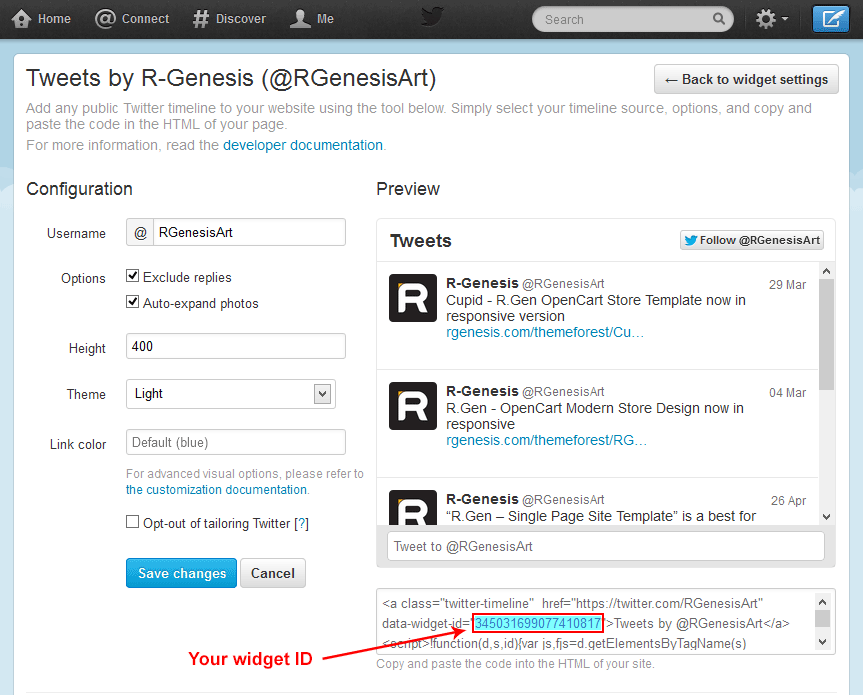 Home
Connect
Discover
Me
Search
Tweets by R-Genesis (@RGenesisArt)
← Back to widget settings
Add any public Twitter timeline to your website using the tool below. Simply select your timeline source, options, and copy and
paste the code in the HTML of your page.
For more information, read the developer documentation.
Configuration
Username
@ RGenesisArt
Options
Exclude replies
Auto-expand photos
Height
400
Theme
Light
Link color
Default (blue)
For advanced visual options, please refer to
the customization documentation.
Opt-out of tailoring Twitter [?]
Save changes
Cancel
Preview
Tweets
Follow @RGenesisArt
R
R-Genesis @RGenesisArt
29 Mar
Cupid - R.Gen OpenCart Store Template now in
responsive version
rgenesis.com/themeforest/Cu…
R
R-Genesis @RGenesisArt
04 Mar
R.Gen - OpenCart Modern Store Design now in
responsive
rgenesis.com/themeforest/RG…
R
R-Genesis @RGenesisArt
26 Apr
“R.Gen – Single Page Site Template” is a best for
Tweet to @RGenesisArt
<a class="twitter-timeline" href="https://twitter.com/RGenesisArt"
data-widget-id="345031699077410817">Tweets by @RGenesisArt</a>
<script>!function(d,s,id){var js,fjs=d.getElementsByTagName(s)
Copy and paste the code into the HTML of your site.
Your widget ID